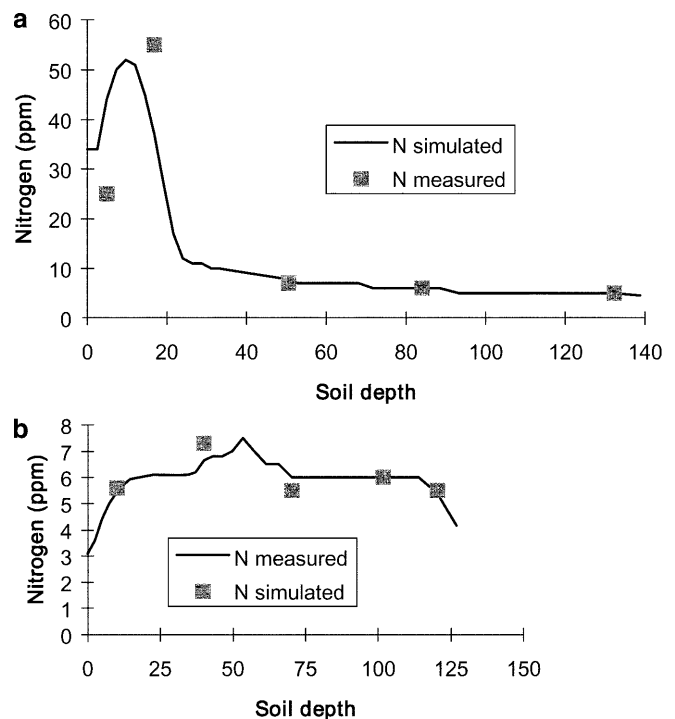 a
Nitrogen (ppm)
60
50
40
30
20
10
0
N simulated
N measured
0 20 40 60 80 100 120 140
Soil depth
b
Nitrogen (ppm)
8
7
6
5
4
3
2
1
0
N measured
N simulated
0 25 50 75 100 125 150
Soil depth